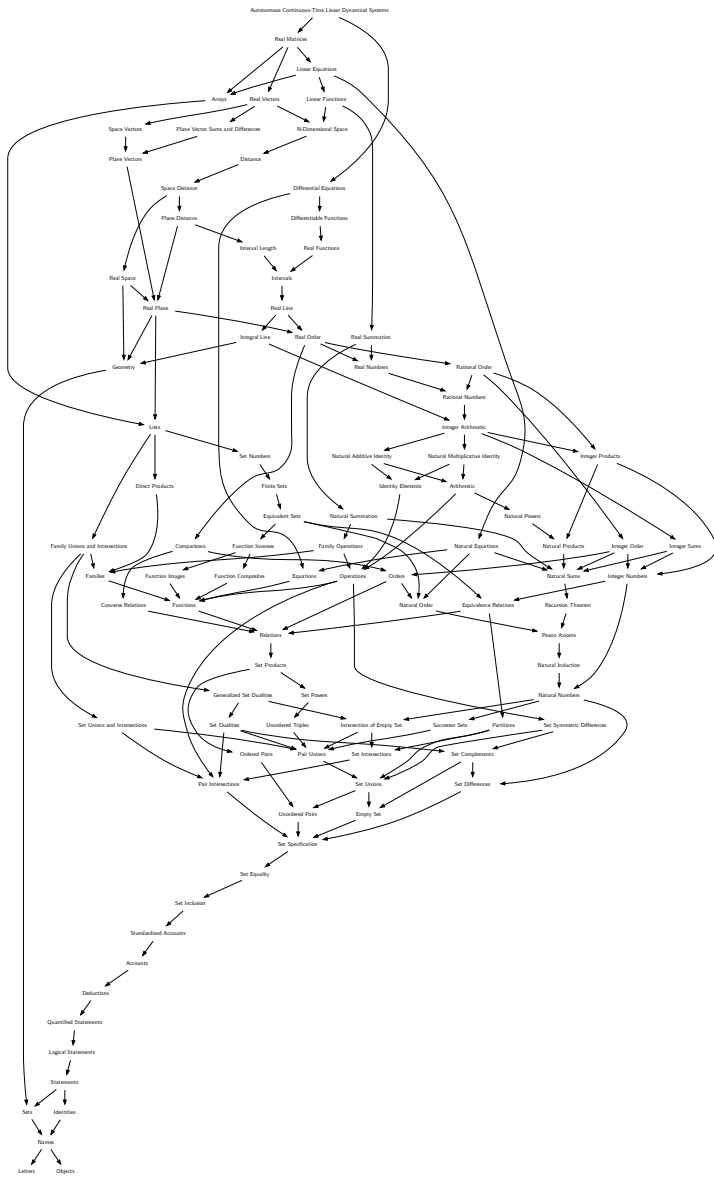 Autonomous Continuous-Time Linear Dynamical Systems
Real Matrices
Linear Equations
Arrays
Real Vectors
Linear Functions
Space Vectors
Plane Vector Sums and Differences
N-Dimensional Space
Plane Vectors
Distance
Space Distance
Differential Equations
Plane Distance
Differentiable Functions
Interval Length
Real Functions
Real Space
Intervals
Real Plane
Real Line
Integral Line
Real Order
Real Summation
Geometry
Real Numbers
Rational Order
Rational Numbers
Lists
Integer Arithmetic
Set Numbers
Natural Additive Identity
Natural Multiplicative Identity
Integer Products
Direct Products
Finite Sets
Identity Elements
Arithmetic
Equivalent Sets
Natural Summation
Natural Powers
Family Unions and Intersections
Comparisons
Function Inverses
Family Operations
Natural Equations
Natural Products
Integer Order
Integer Sums
Families
Function Images
Function Composites
Equations
Operations
Orders
Natural Sums
Integer Numbers
Converse Relations
Functions
Natural Order
Equivalence Relations
Recursion Theorem
Relations
Peano Axioms
Set Products
Natural Induction
Generalized Set Dualities
Set Powers
Natural Numbers
Set Unions and Intersections
Set Dualities
Unordered Triples
Intersection of Empty Set
Successor Sets
Partitions
Set Symmetric Differences
Ordered Pairs
Pair Unions
Set Intersections
Set Complements
Pair Intersections
Set Unions
Set Differences
Unordered Pairs
Empty Set
Set Specification
Set Equality
Set Inclusion
Standardized Accounts
Accounts
Deductions
Quantified Statements
Logical Statements
Statements
Sets
Identities
Names
Letters
Objects